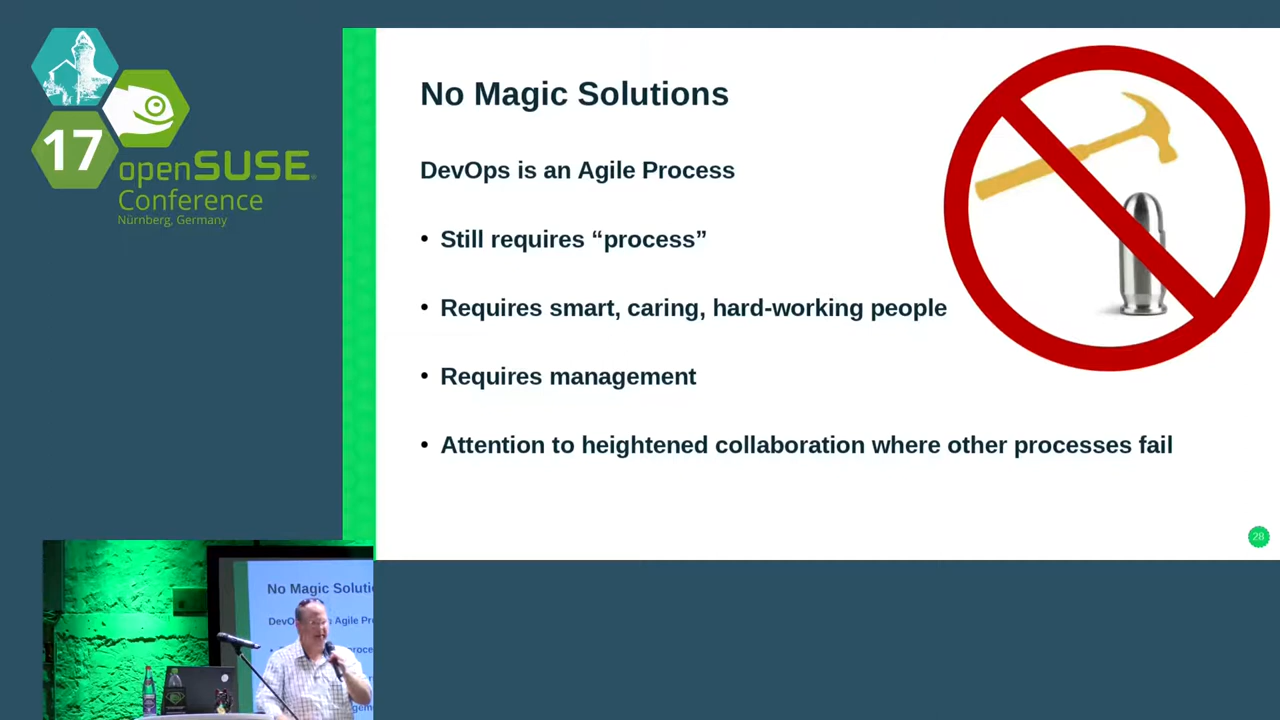 17
openSUSE
Conference
Nürnberg, Germany
No Magic Solutions
DevOps is an Agile Process
• Still requires “process”
• Requires smart, caring, hard-working people
• Requires management
• Attention to heightened collaboration where other processes fail
28
No Magic Soluti